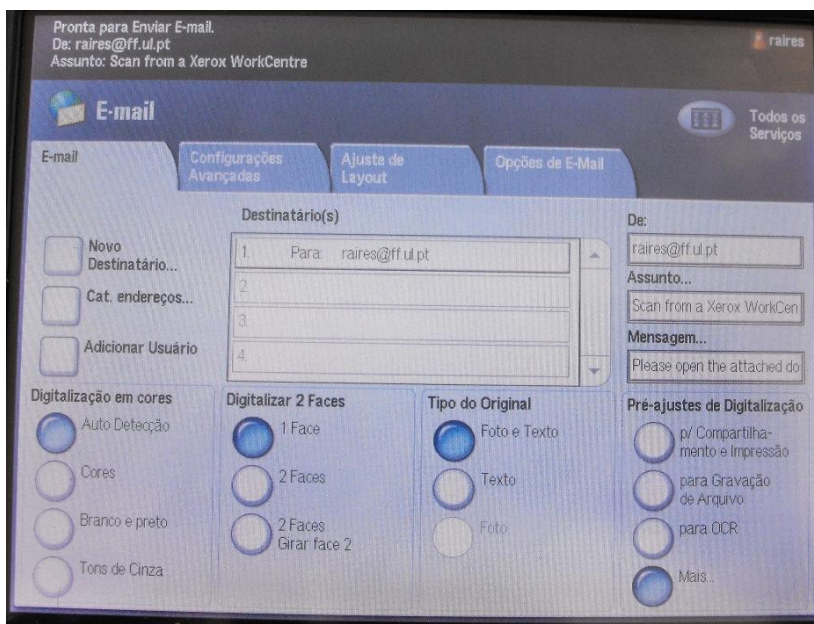 Pronta para Enviar E-mail.
De: raires@ff.ul.pt
Assunto: Scan from a Xerox WorkCentre
raires
E-mail
Todos os
Serviços
E-mail
Configurações
Avançadas
Ajuste de
Layout
Opções de E-Mail
Destinatário(s)
Novo
Destinatário...
Cat. endereços...
Adicionar Usuário
1. Para: raires@ff.ul.pt
2.
3.
4.
De:
raires@ff.ul.pt
Assunto...
Scan from a Xerox WorkCen
Mensagem...
Please open the attached do
Digitalização em cores
Auto Detecção
Cores
Branco e preto
Tons de Cinza
Digitalizar 2 Faces
1 Face
2 Faces
2 Faces
Girar face 2
Tipo do Original
Foto e Texto
Texto
Foto
Pré-ajustes de Digitalização
p/ Compartilha-
mento e Impressão
para Gravação
de Arquivo
para OCR
Mais...